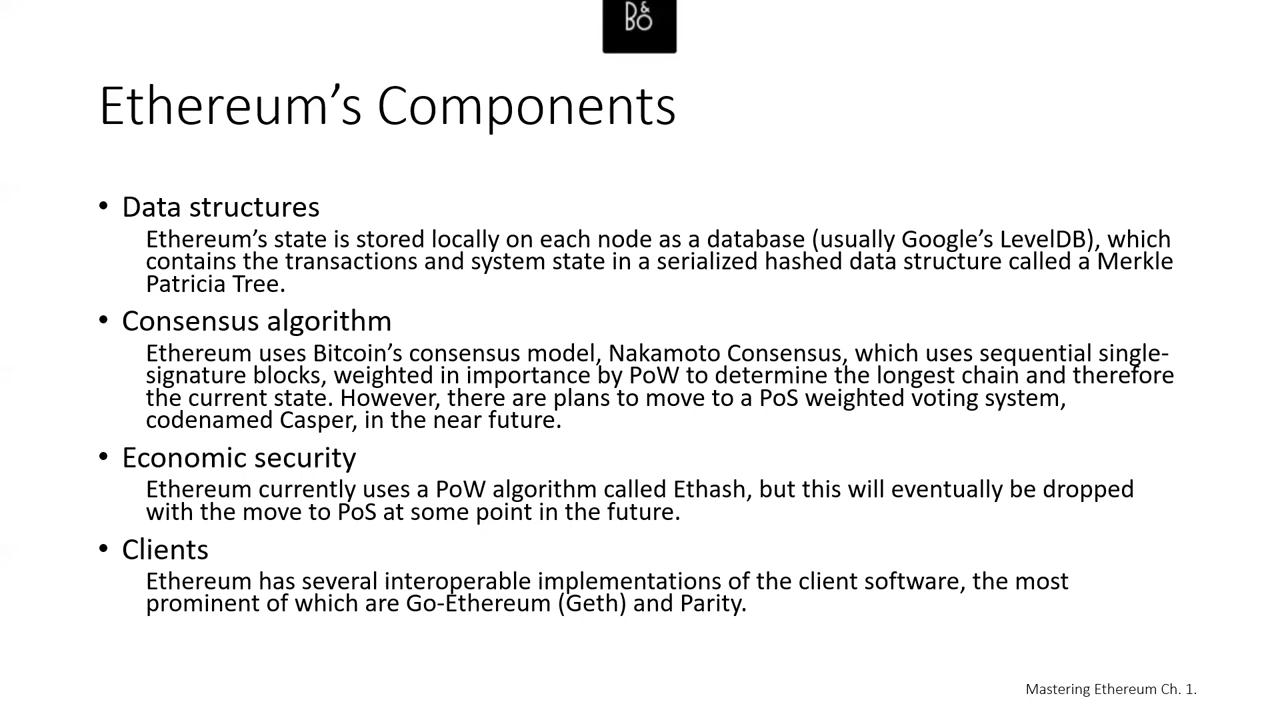 D&
BO
Ethereum’s Components
• Data structures
Ethereum’s state is stored locally on each node as a database (usually Google’s LevelDB), which
contains the transactions and system state in a serialized hashed data structure called a Merkle
Patricia Tree.
• Consensus algorithm
Ethereum uses Bitcoin’s consensus model, Nakamoto Consensus, which uses sequential single-
signature blocks, weighted in importance by PoW to determine the longest chain and therefore
the current state. However, there are plans to move to a PoS weighted voting system,
codenamed Casper, in the near future.
• Economic security
Ethereum currently uses a PoW algorithm called Ethash, but this will eventually be dropped
with the move to PoS at some point in the future.
• Clients
Ethereum has several interoperable implementations of the client software, the most
prominent of which are Go-Ethereum (Geth) and Parity.
Mastering Ethereum Ch. 1.